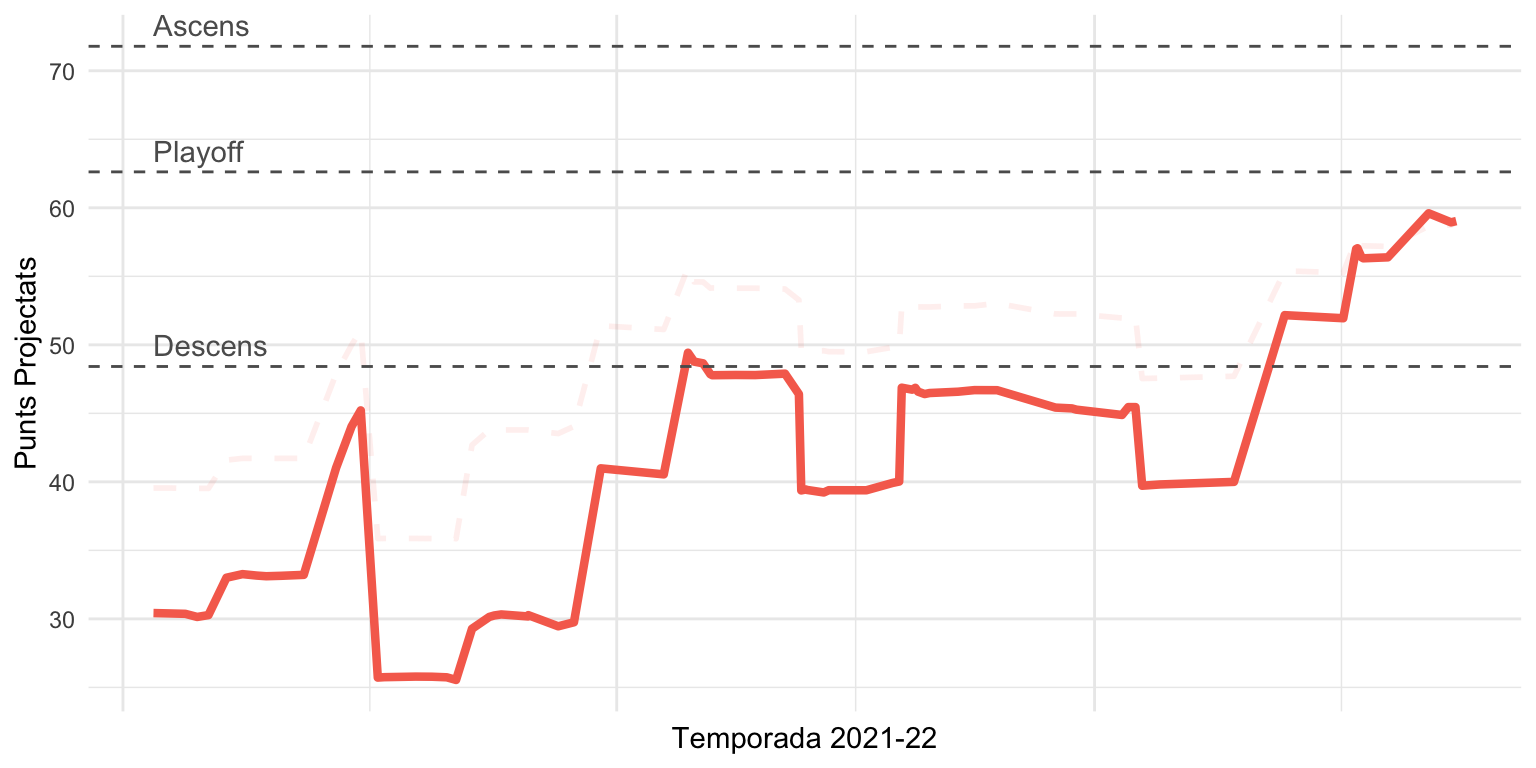 Ascens
70
Playoff
60
Descens
50
40
30
Punts Projectats
Temporada 2021-22